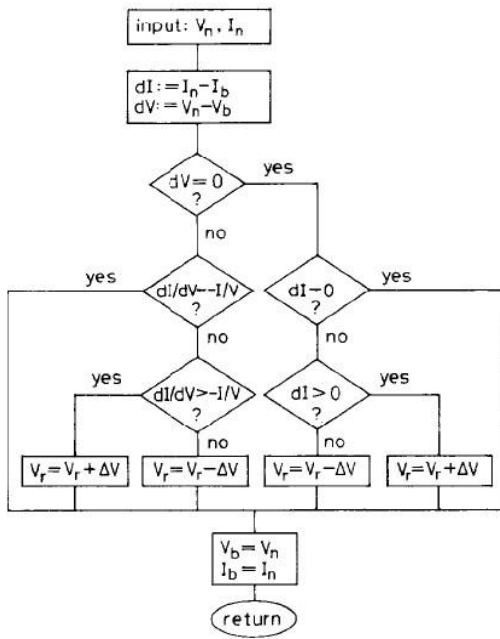 input: Vn, In
dI:=In-Ib
dV:=Vn-Vb
dV=0
?
yes
no
dI/dV=-I/V
?
yes
no
dI=0
?
yes
no
dI/dV>-I/V
?
yes
no
dI>0
?
yes
no
Vr=Vr+ΔV
Vr=Vr-ΔV
Vr=Vr-ΔV
Vr=Vr+ΔV
Vb=Vn
Ib=In
return